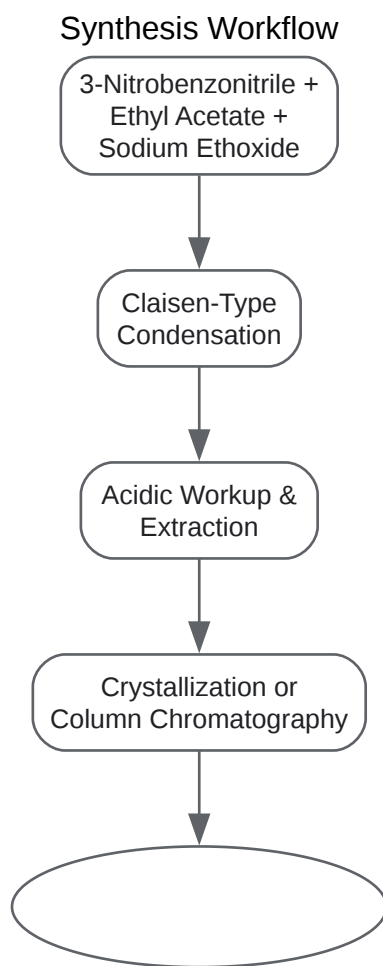 Synthesis Workflow
3-Nitrobenzonitrile +
Ethyl Acetate +
Sodium Ethoxide
Claisen-Type
Condensation
Acidic Workup &
Extraction
Crystallization or
Column Chromatography